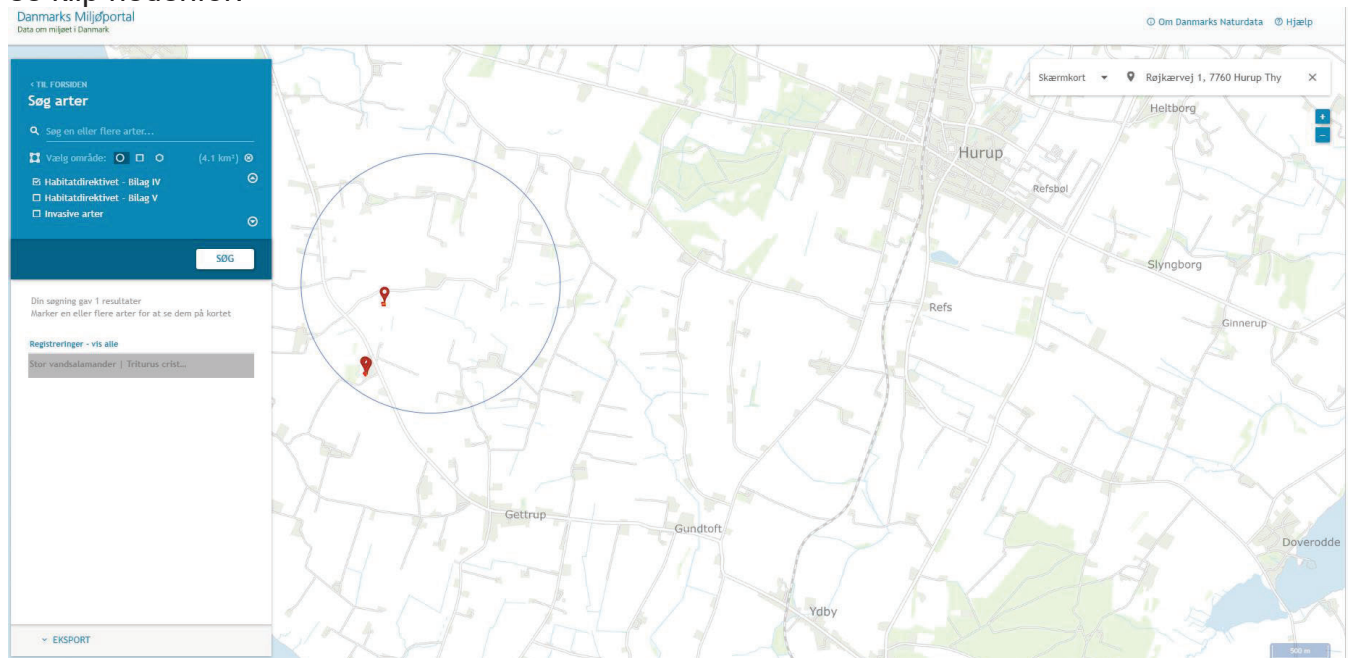 Danmarks Miljøportal
Data om miljøet i Danmark
Om Danmarks Naturdata
Hjælp
< TIL FORSIDEN
Søg arter
Søg en eller flere arter...
Vælg område:
(4.1 km²)
Habitatdirektivet - Bilag IV
Habitatdirektivet - Bilag V
Invasive arter
SØG
Din søgning gav 1 resultater
Marker en eller flere arter for at se dem på kortet
Registreringer - vis alle
Stor vandsalamander | Triturus crist...
EKSPORT
Skærmkort
Røjkærvej 1, 7760 Hurup Thy
Heltborg
Hurup
Refsbøl
Slyngborg
Refs
Ginnerup
Gettrup
Gundtoft
Doverodde
Ydby
500 m